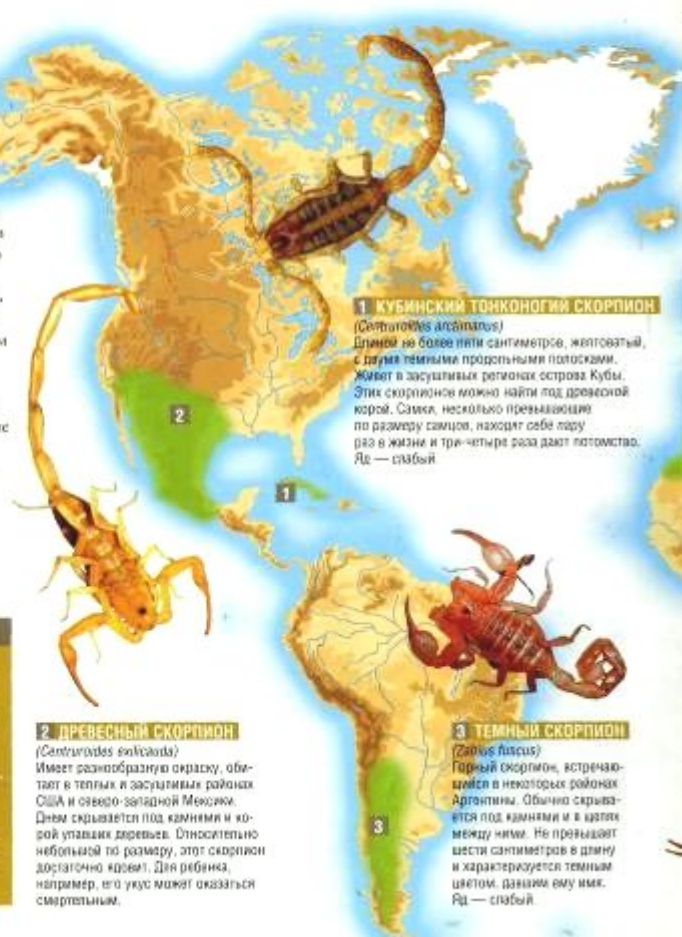 1 КУБИНСКИЙ ТОНКОНОГИЙ СКОРПИОН
(Centruroides archimanus)
Длиной не более пяти сантиметров, желтоватый,
с двумя темными продольными полосками.
Живет в засушливых регионах острова Кубы.
Этих скорпионов можно найти под древесной
корой. Самки, несколько превышающие
по размеру самцов, находят себе пару
раз в жизни и три-четыре раза дают потомство.
Яд — слабый
2
1
3
2 ДРЕВЕСНЫЙ СКОРПИОН
(Centruroides exilicauda)
Имеет разнообразную окраску, оби-
тает в теплых и засушливых районах
США и северо-западной Мексики.
Днем скрывается под камнями и ко-
рой упавших деревьев. Относительно
небольшой по размеру, этот скорпион
достаточно ядовит. Для ребенка,
например, его укус может оказаться
смертельным.
3 ТЕМНЫЙ СКОРПИОН
(Zabius fuscus)
Горный скорпион, встречаю-
щийся в некоторых районах
Аргентины. Обычно скрыва-
ется под камнями и в щелях
между ними. Не превышает
шести сантиметров в длину
и характеризуется темным
цветом, давшим ему имя.
Яд — слабый